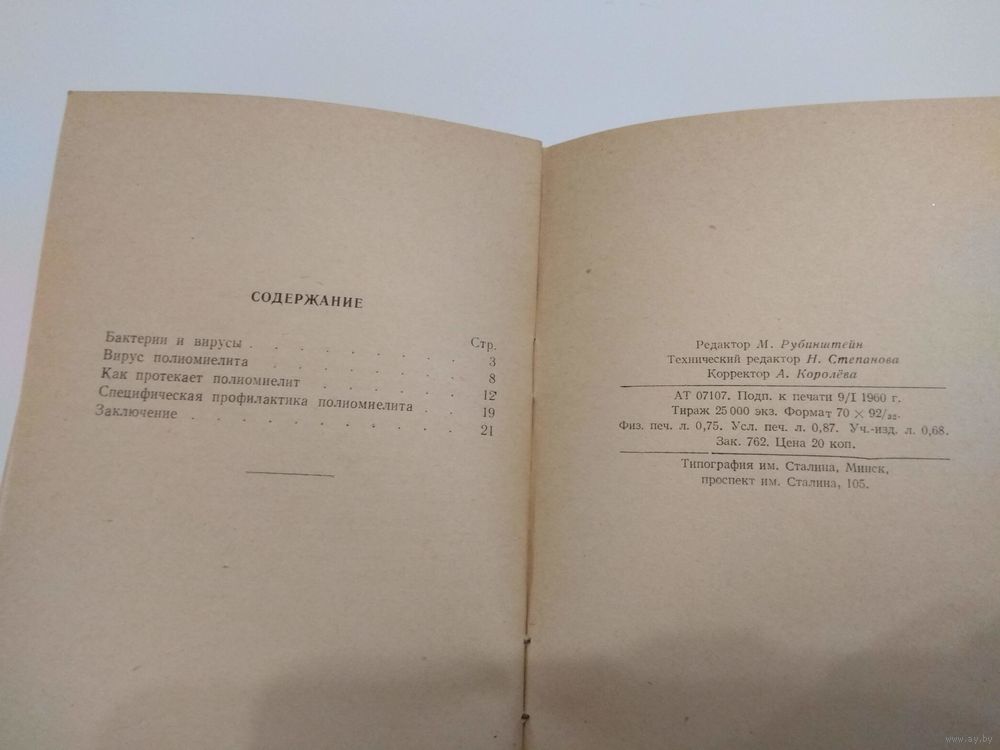 СОДЕРЖАНИЕ
Стр.
Бактерии и вирусы . . . . . . . 3
Вирус полиомиелита . . . . . . . 8
Как протекает полиомиелит . . . . . . 12
Специфическая профилактика полиомиелита . . 19
Заключение . . . . . . . . . 21
Редактор М. Рубинштейн
Технический редактор Н. Степанова
Корректор А. Королёва
АТ 07107. Подп. к печати 9/I 1960 г.
Тираж 25 000 экз. Формат 70 × 92/32.
Физ. печ. л. 0,75. Усл. печ. л. 0,87. Уч.-изд. л. 0,68.
Зак. 762. Цена 20 коп.
Типография им. Сталина, Минск,
проспект им. Сталина, 105.
www.ay.by